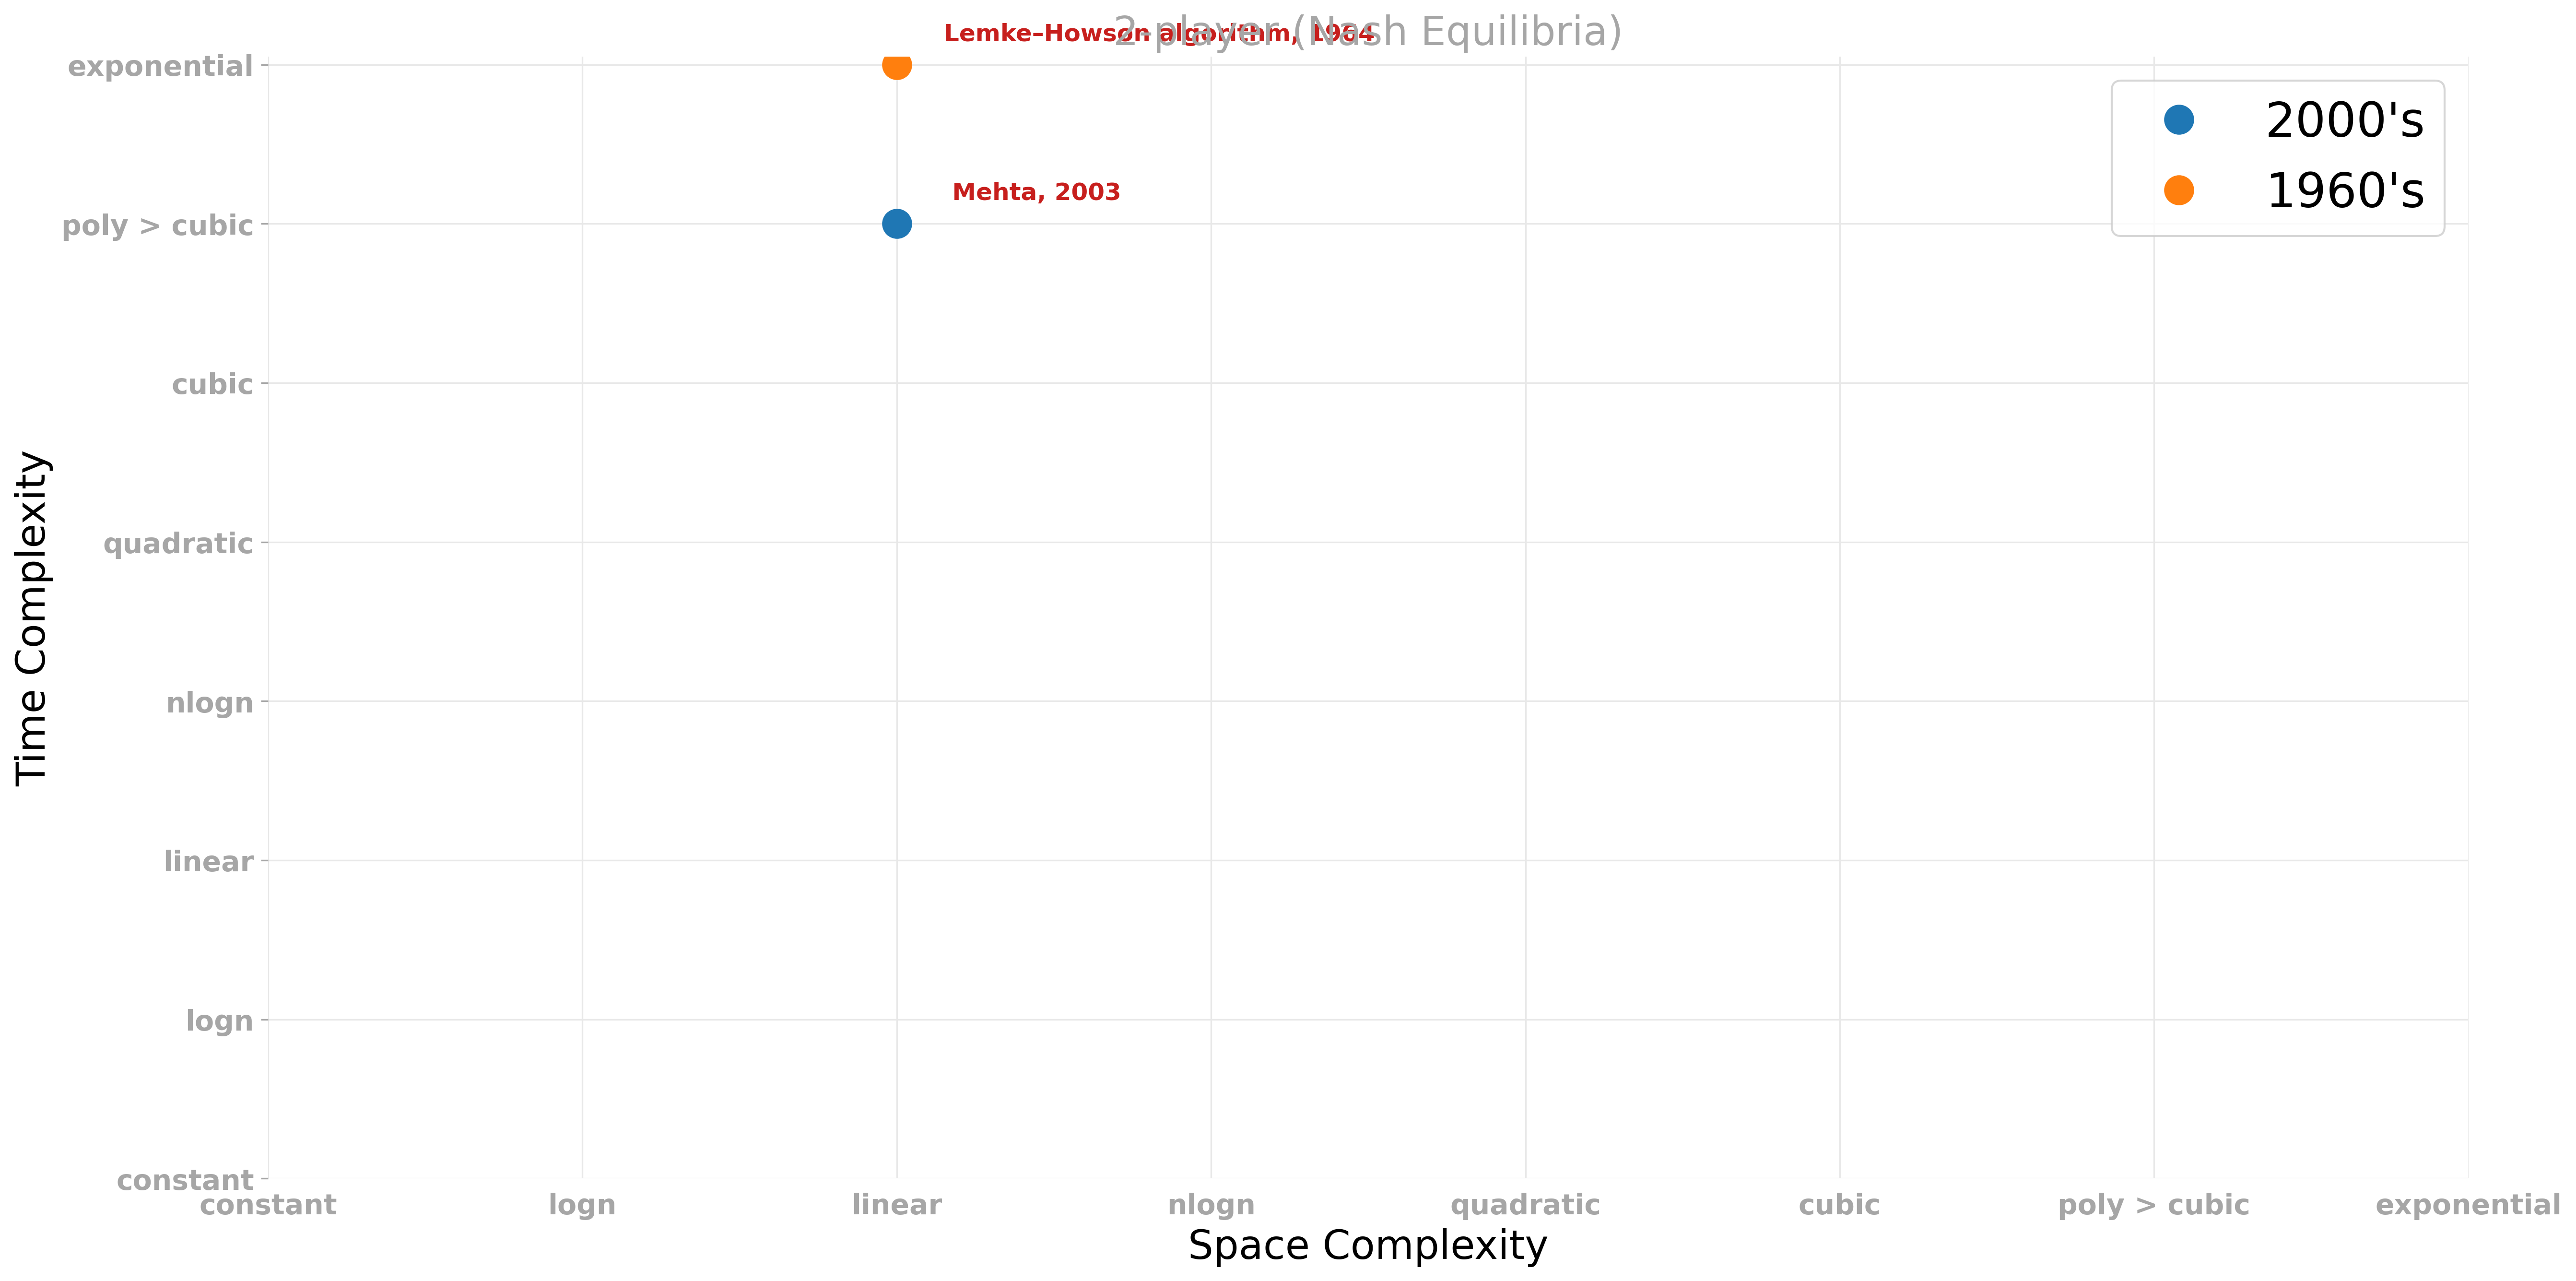 2-player (Nash Equilibria)
Lemke–Howson algorithm, 1964
Mehta, 2003
2000's
1960's
Time Complexity
exponential
poly > cubic
cubic
quadratic
nlogn
linear
logn
constant
constant
logn
linear
nlogn
quadratic
cubic
poly > cubic
exponential
Space Complexity